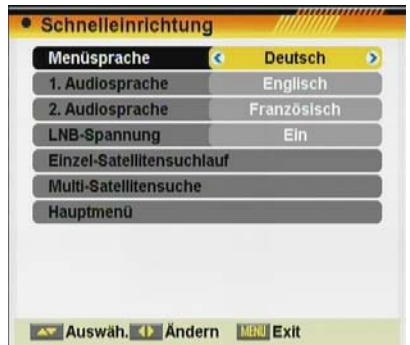 Schnelleinrichtung
Menüsprache Deutsch
1. Audiosprache Englisch
2. Audiosprache Französisch
LNB-Spannung Ein
Einzel-Satellitensuchlauf
Multi-Satellitensuche
Hauptmenü
Auswäh. Ändern MENU Exit